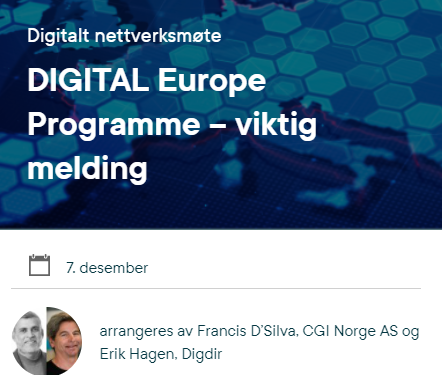 Digitalt nettverksmøte
DIGITAL Europe
Programme – viktig
melding
7. desember
arrangeres av Francis D'Silva, CGI Norge AS og
Erik Hagen, Digdir